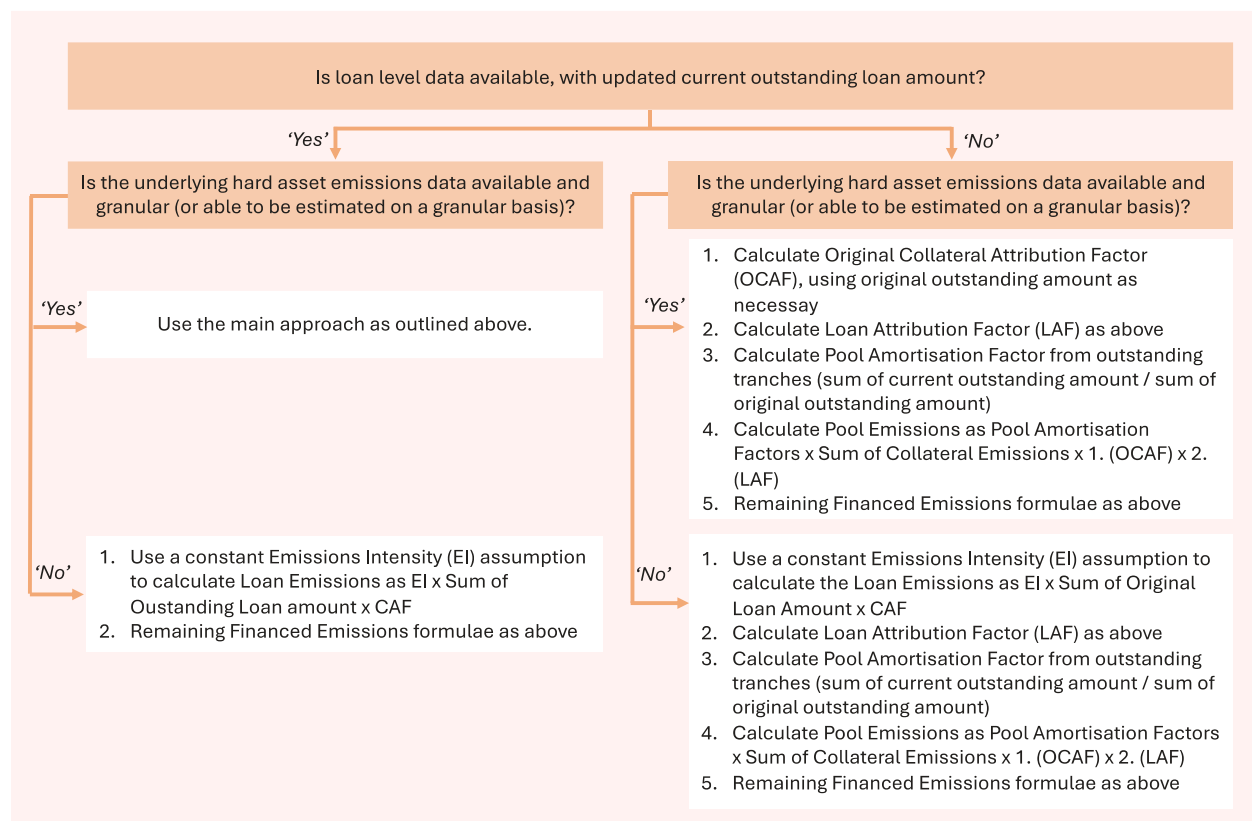 Is loan level data available, with updated current outstanding loan amount?
‘Yes’
‘No’
Is the underlying hard asset emissions data available and
granular (or able to be estimated on a granular basis)?
‘Yes’
Use the main approach as outlined above.
‘No’
1. Use a constant Emissions Intensity (EI) assumption
to calculate Loan Emissions as EI x Sum of
Oustanding Loan amount x CAF
2. Remaining Financed Emissions formulae as above
Is the underlying hard asset emissions data available and
granular (or able to be estimated on a granular basis)?
‘Yes’
1. Calculate Original Collateral Attribution Factor
(OCAF), using original outstanding amount as
necessay
2. Calculate Loan Attribution Factor (LAF) as above
3. Calculate Pool Amortisation Factor from outstanding
tranches (sum of current outstanding amount / sum of
original outstanding amount)
4. Calculate Pool Emissions as Pool Amortisation
Factors x Sum of Collateral Emissions x 1. (OCAF) x 2.
(LAF)
5. Remaining Financed Emissions formulae as above
‘No’
1. Use a constant Emissions Intensity (EI) assumption to
calculate the Loan Emissions as EI x Sum of Original
Loan Amount x CAF
2. Calculate Loan Attribution Factor (LAF) as above
3. Calculate Pool Amortisation Factor from outstanding
tranches (sum of current outstanding amount / sum of
original outstanding amount)
4. Calculate Pool Emissions as Pool Amortisation Factors
x Sum of Collateral Emissions x 1. (OCAF) x 2. (LAF)
5. Remaining Financed Emissions formulae as above